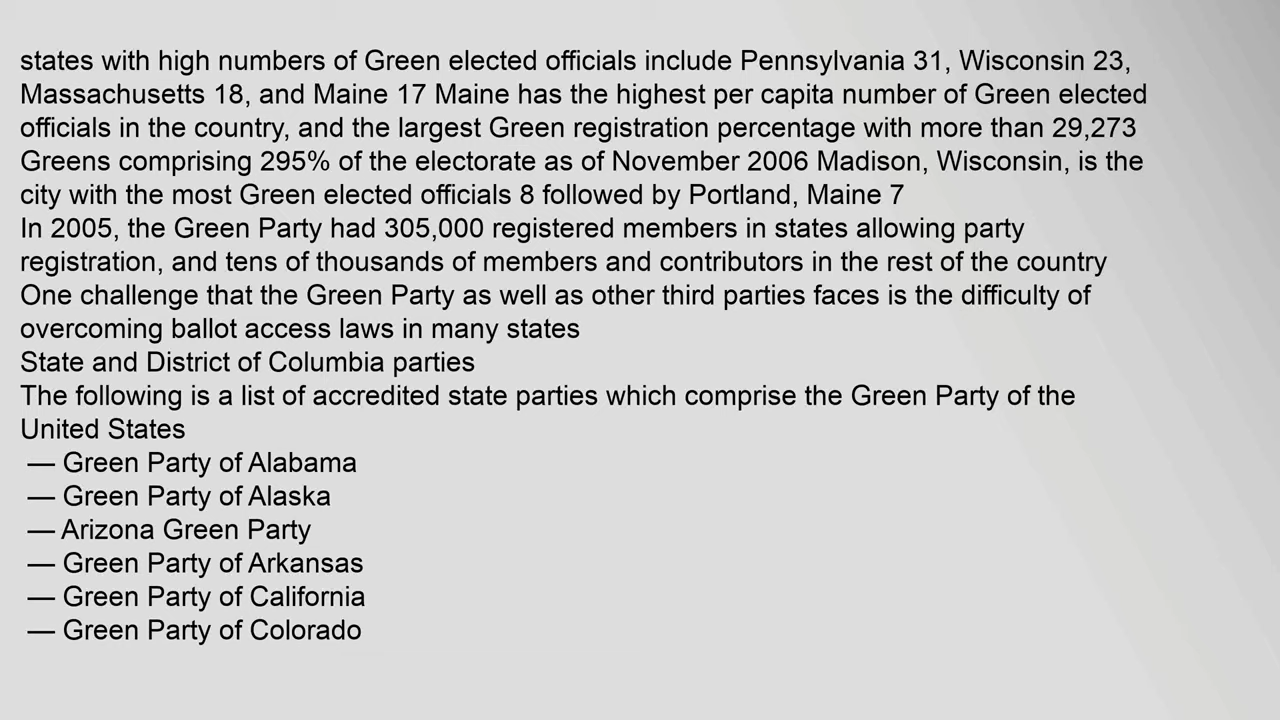 states with high numbers of Green elected officials include Pennsylvania 31, Wisconsin 23,
Massachusetts 18, and Maine 17 Maine has the highest per capita number of Green elected
officials in the country, and the largest Green registration percentage with more than 29,273
Greens comprising 295% of the electorate as of November 2006 Madison, Wisconsin, is the
city with the most Green elected officials 8 followed by Portland, Maine 7
In 2005, the Green Party had 305,000 registered members in states allowing party
registration, and tens of thousands of members and contributors in the rest of the country
One challenge that the Green Party as well as other third parties faces is the difficulty of
overcoming ballot access laws in many states
State and District of Columbia parties
The following is a list of accredited state parties which comprise the Green Party of the
United States
— Green Party of Alabama
— Green Party of Alaska
— Arizona Green Party
— Green Party of Arkansas
— Green Party of California
— Green Party of Colorado